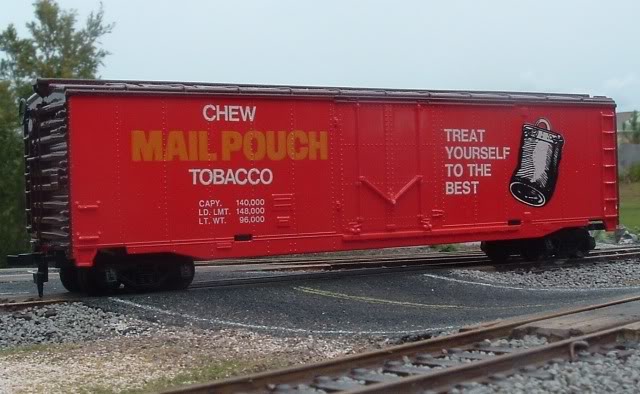 CHEW
MAIL POUCH
TOBACCO
CAPY. 140,000
LD. LMT. 148,000
LT. WT. 96,000
TREAT
YOURSELF
TO THE
BEST